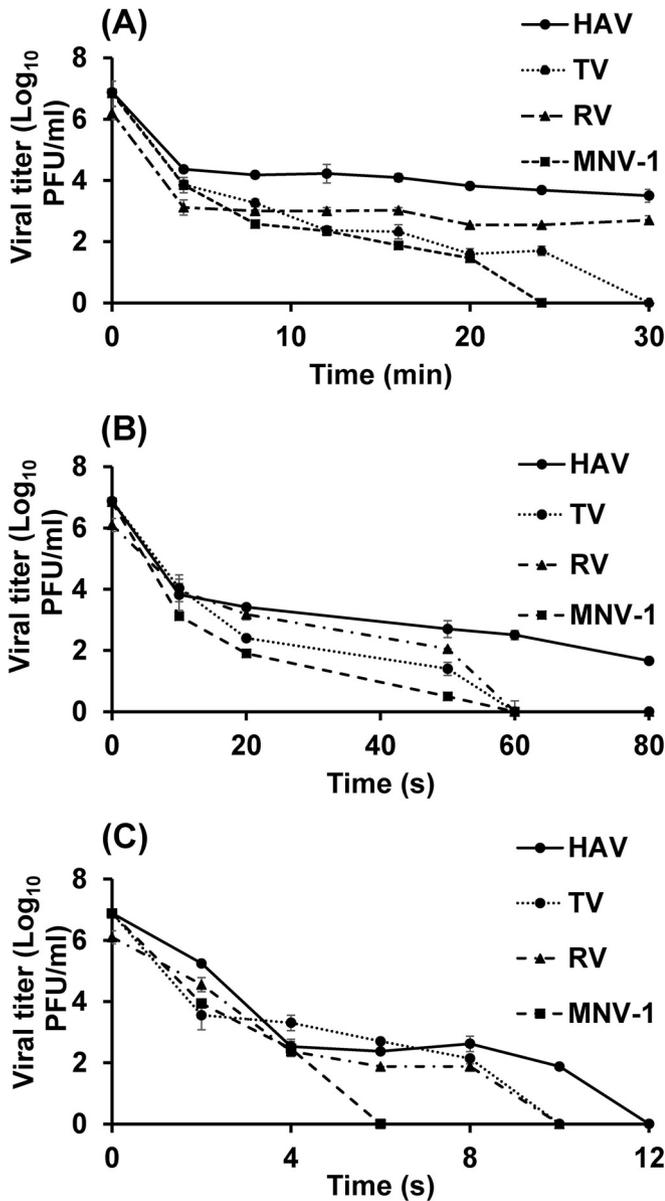 (A)
HAV
TV
RV
MNV-1
Viral titer (Log10
PFU/ml)
8
6
4
2
0
0 10 20 30
Time (min)
(B)
HAV
TV
RV
MNV-1
Viral titer (Log10
PFU/ml)
8
6
4
2
0
0 20 40 60 80
Time (s)
(C)
HAV
TV
RV
MNV-1
Viral titer (Log10
PFU/ml)
8
6
4
2
0
0 4 8 12
Time (s)